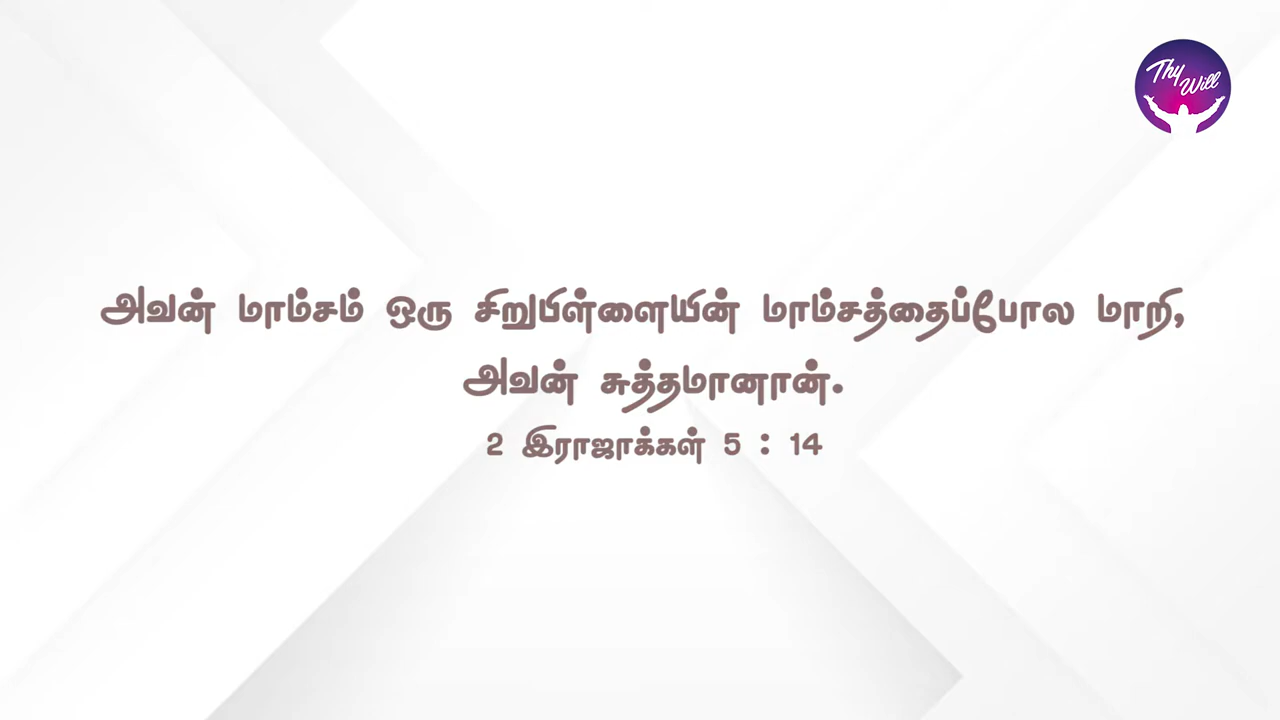 Thy Will
அவன் மாம்சம் ஒரு சிறுபிள்ளையின் மாம்சத்தைப்போல மாறி,
அவன் சுத்தமானான்.
2 இராஜாக்கள் 5 : 14